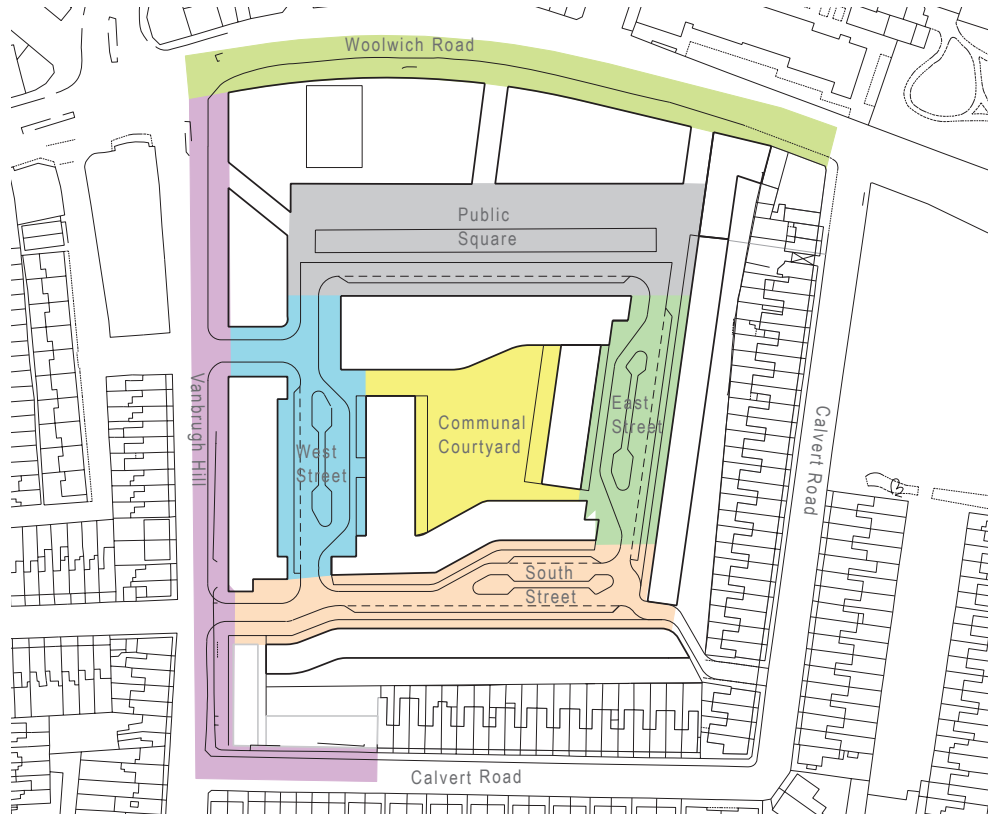 Woolwich Road
Public
Square
Vanbrugh Hill
West
Street
Communal
Courtyard
East
Street
Calvert Road
South
Street
Calvert Road